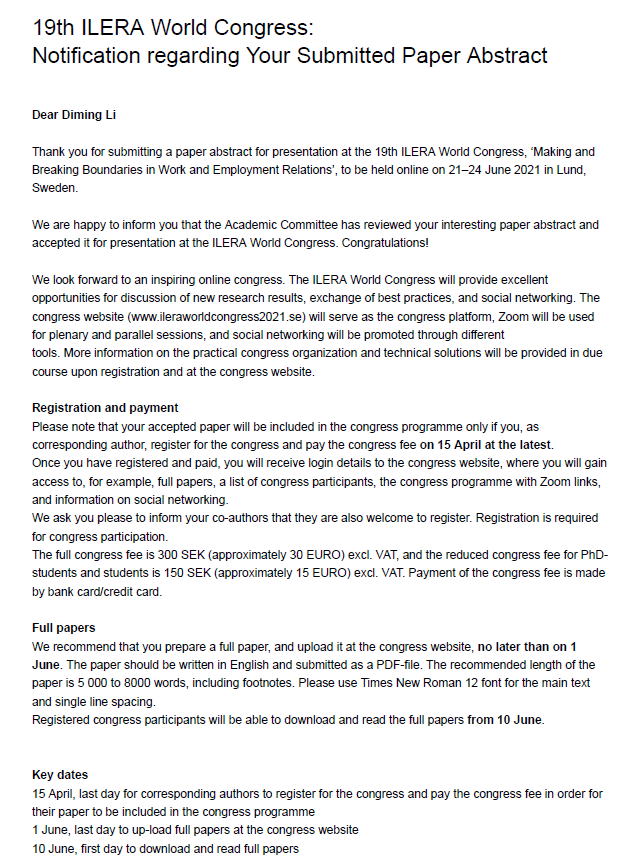 19th ILERA World Congress:
Notification regarding Your Submitted Paper Abstract
Dear Diming Li
Thank you for submitting a paper abstract for presentation at the 19th ILERA World Congress, ‘Making and
Breaking Boundaries in Work and Employment Relations’, to be held online on 21–24 June 2021 in Lund,
Sweden.
We are happy to inform you that the Academic Committee has reviewed your interesting paper abstract and
accepted it for presentation at the ILERA World Congress. Congratulations!
We look forward to an inspiring online congress. The ILERA World Congress will provide excellent
opportunities for discussion of new research results, exchange of best practices, and social networking. The
congress website (www.ileraworldcongress2021.se) will serve as the congress platform, Zoom will be used
for plenary and parallel sessions, and social networking will be promoted through different
tools. More information on the practical congress organization and technical solutions will be provided in due
course upon registration and at the congress website.
Registration and payment
Please note that your accepted paper will be included in the congress programme only if you, as
corresponding author, register for the congress and pay the congress fee on 15 April at the latest.
Once you have registered and paid, you will receive login details to the congress website, where you will gain
access to, for example, full papers, a list of congress participants, the congress programme with Zoom links,
and information on social networking.
We ask you please to inform your co-authors that they are also welcome to register. Registration is required
for congress participation.
The full congress fee is 300 SEK (approximately 30 EURO) excl. VAT, and the reduced congress fee for PhD-
students and students is 150 SEK (approximately 15 EURO) excl. VAT. Payment of the congress fee is made
by bank card/credit card.
Full papers
We recommend that you prepare a full paper, and upload it at the congress website, no later than on 1
June. The paper should be written in English and submitted as a PDF-file. The recommended length of the
paper is 5 000 to 8000 words, including footnotes. Please use Times New Roman 12 font for the main text
and single line spacing.
Registered congress participants will be able to download and read the full papers from 10 June.
Key dates
15 April, last day for corresponding authors to register for the congress and pay the congress fee in order for
their paper to be included in the congress programme
1 June, last day to up-load full papers at the congress website
10 June, first day to download and read full papers